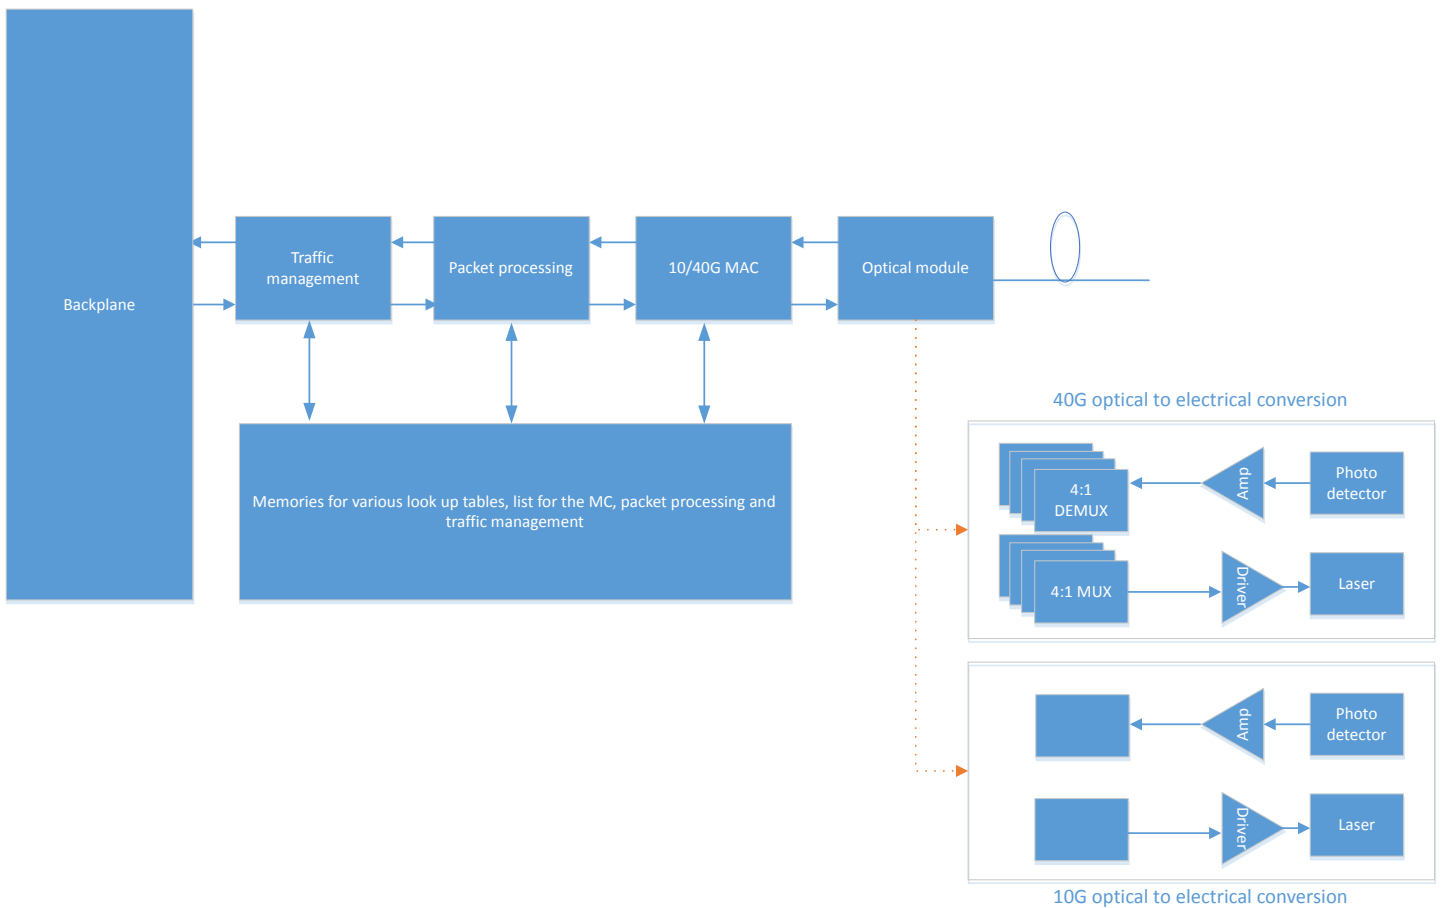 Backplane
Traffic
management
Packet processing
10/40G MAC
Optical module
Memories for various look up tables, list for the MC, packet processing and
traffic management
40G optical to electrical conversion
4:1
DEMUX
Amp
Photo
detector
4:1 MUX
Driver
Laser
Amp
Photo
detector
Driver
Laser
10G optical to electrical conversion